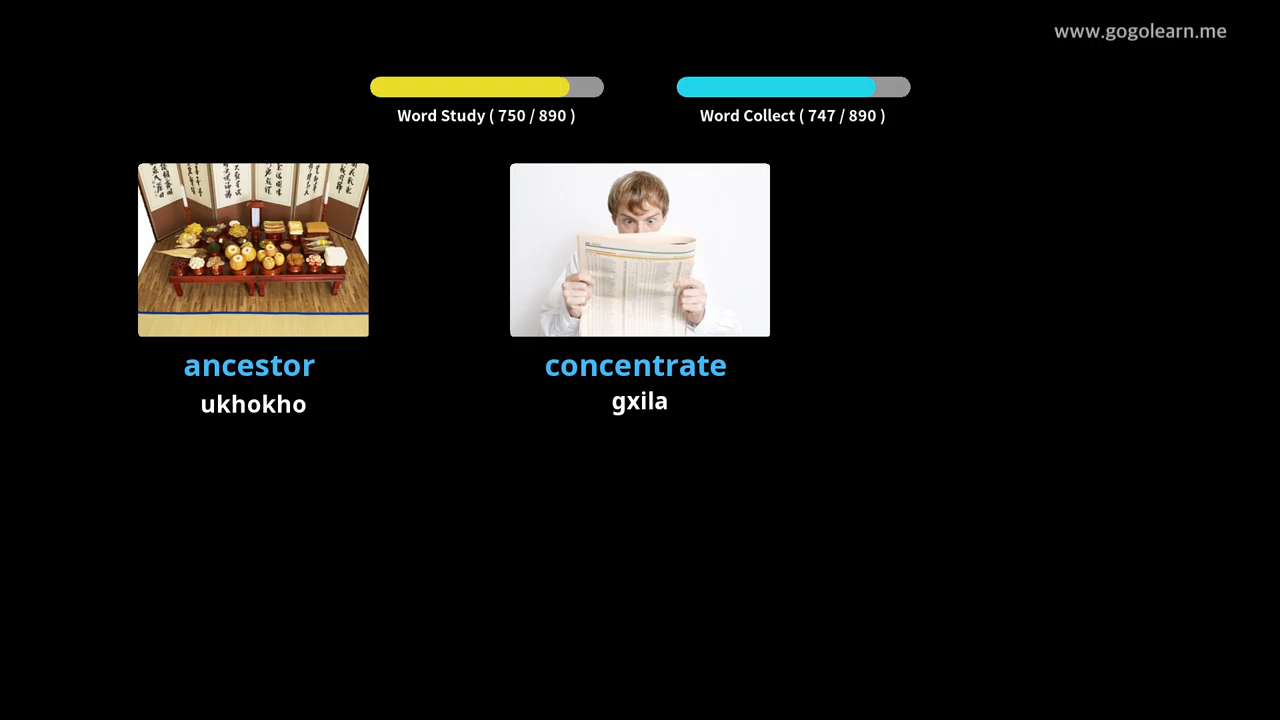 www.gogolearn.me
Word Study ( 750 / 890 )
Word Collect ( 747 / 890 )
ancestor
ukhokho
concentrate
gxila